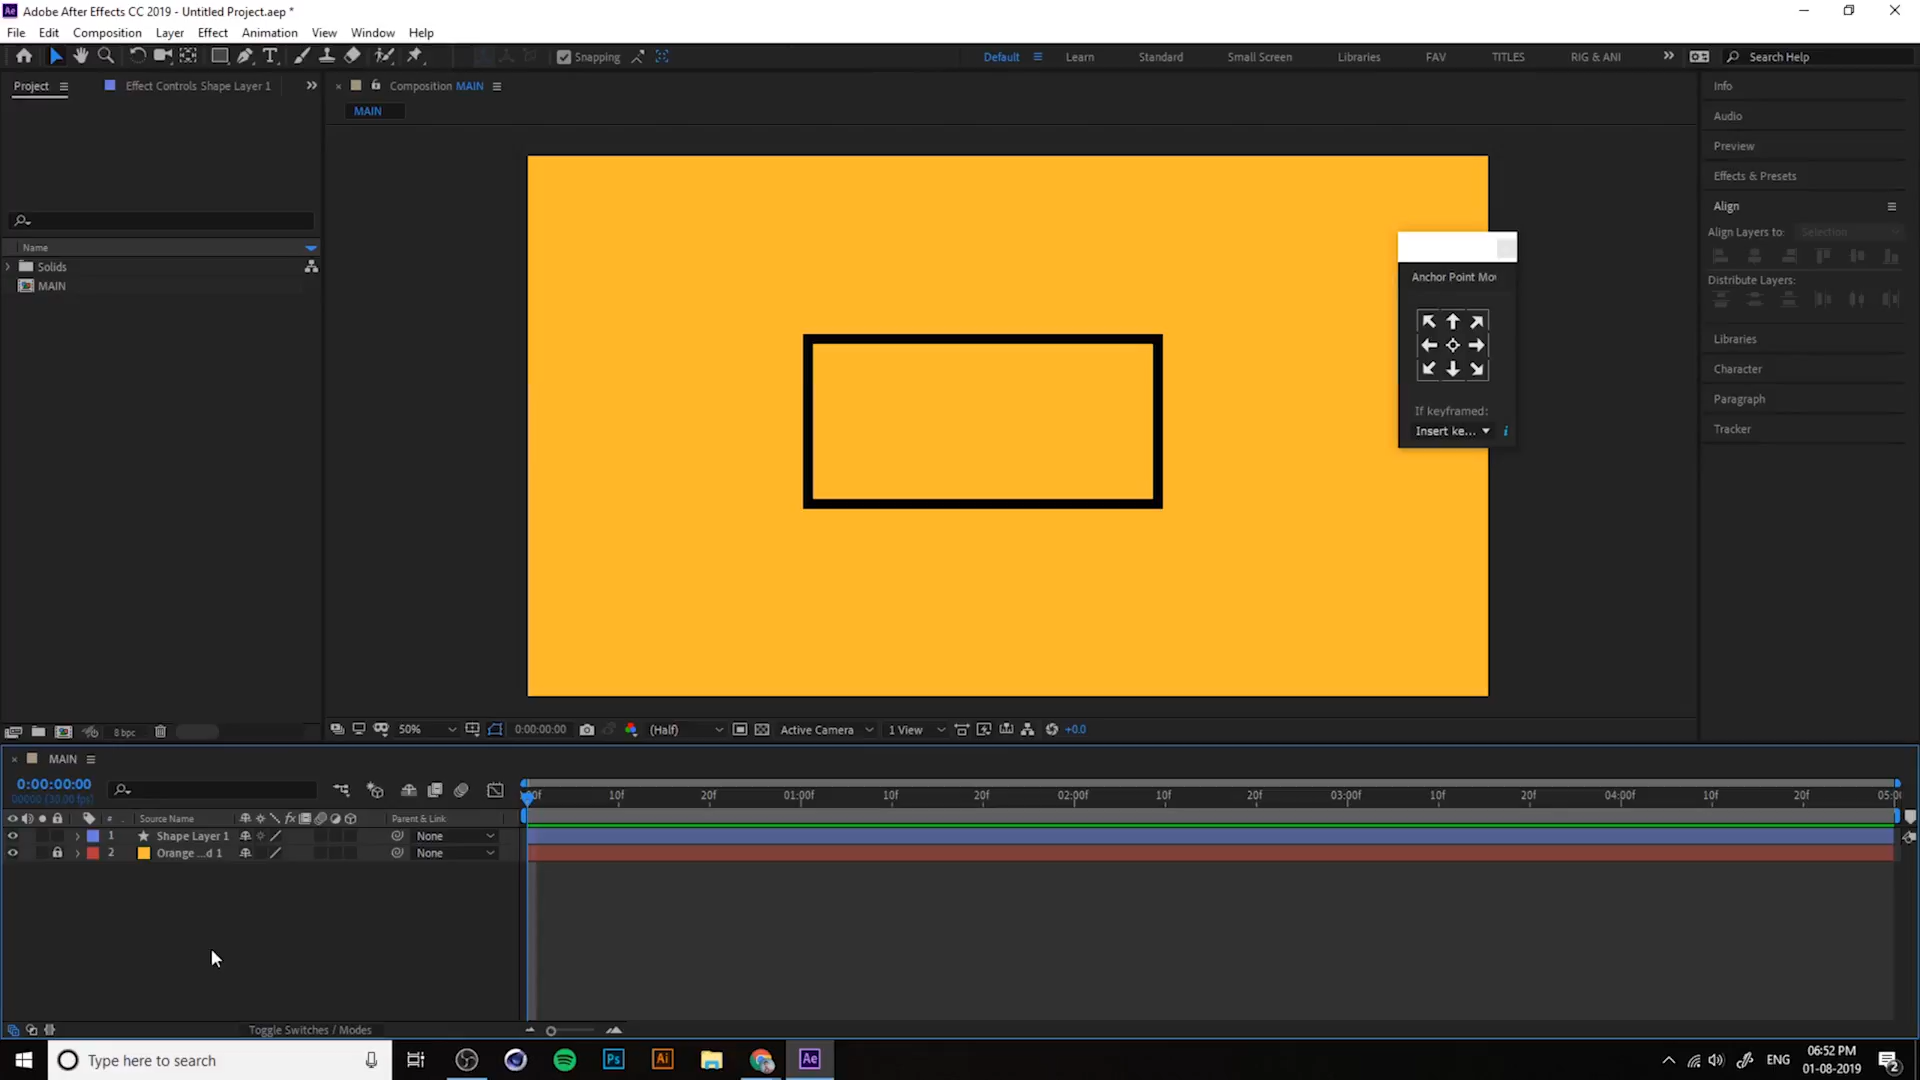 Adobe After Effects CC 2019 - Untitled Project.aep *
File Edit Composition Layer Effect Animation View Window Help
Snapping
Default Learn Standard Small Screen Libraries FAV TITLES RIG & ANI Search Help
Project Effect Controls Shape Layer 1
Composition MAIN
MAIN
Name
Solids
MAIN
Info
Audio
Preview
Effects & Presets
Align
Align Layers to: Selection
Distribute Layers:
Libraries
Character
Paragraph
Tracker
Anchor Point Mo
If keyframed:
Insert ke...
8 bpc
50% 0:00:00:00 (Half) Active Camera 1 View +0.0
MAIN
0:00:00:00
00000 (30.00 fps)
:00f 10f 20f 01:00f 10f 20f 02:00f 10f 20f 03:00f 10f 20f 04:00f 10f 20f 05:0
# Source Name Parent & Link
1 Shape Layer 1 None
2 Orange ...d 1 None
Toggle Switches / Modes
Type here to search
Ps Ai Ae
ENG
06:52 PM
01-08-2019
2